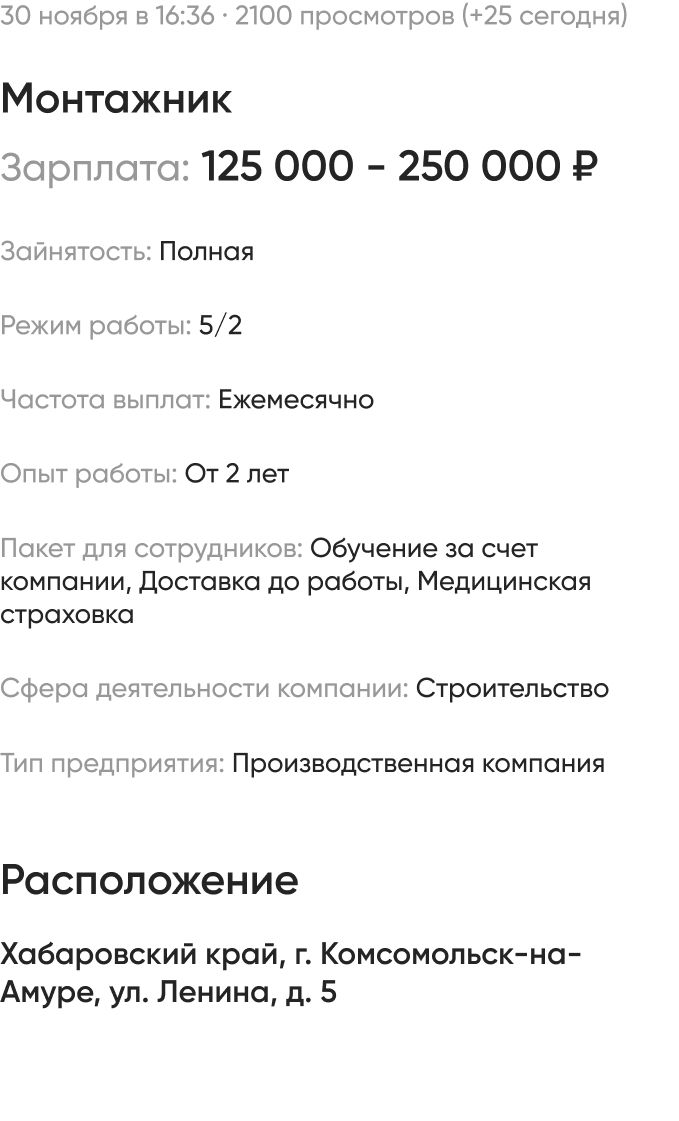 30 ноября в 16:36 · 2100 просмотров (+25 сегодня)
Монтажник
Зарплата: 125 000 - 250 000 ₽
Зайнятость: Полная
Режим работы: 5/2
Частота выплат: Ежемесячно
Опыт работы: От 2 лет
Пакет для сотрудников: Обучение за счет
компании, Доставка до работы, Медицинская
страховка
Сфера деятельности компании: Строительство
Тип предприятия: Производственная компания
Расположение
Хабаровский край, г. Комсомольск-на-
Амуре, ул. Ленина, д. 5